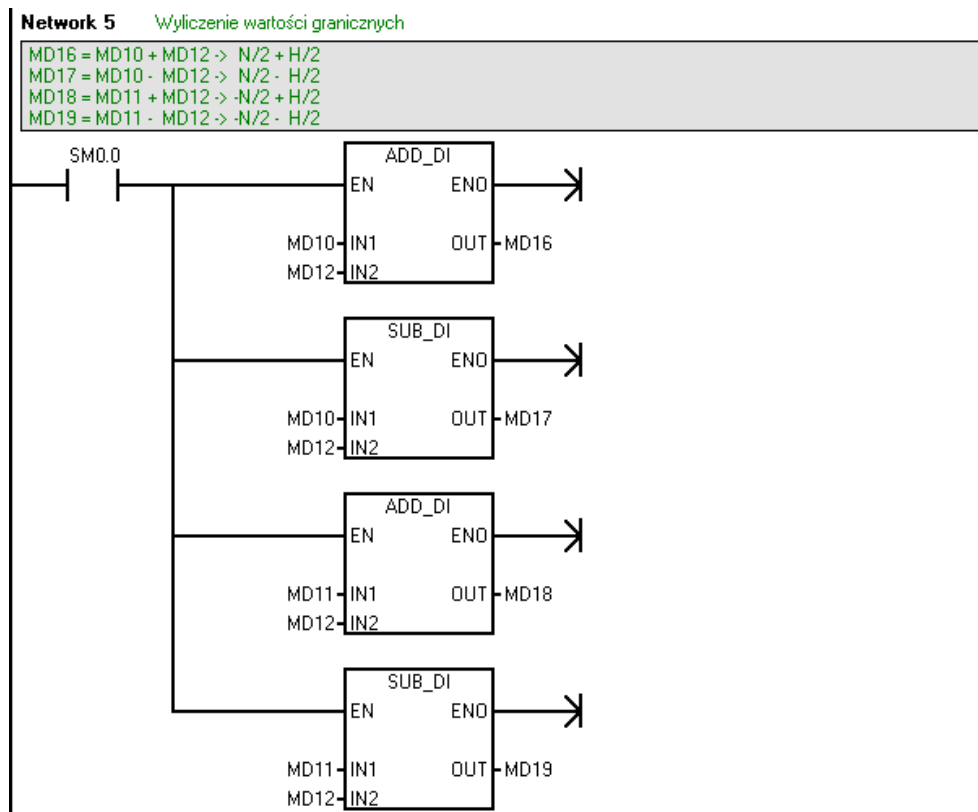 Network 5 Wyliczenie wartości granicznych
MD16 = MD10 + MD12 -> N/2 + H/2
MD17 = MD10 - MD12 -> N/2 - H/2
MD18 = MD11 + MD12 -> -N/2 + H/2
MD19 = MD11 - MD12 -> -N/2 - H/2
SM0.0
ADD_DI
EN ENO
MD10 IN1 OUT MD16
MD12 IN2
SUB_DI
EN ENO
MD10 IN1 OUT MD17
MD12 IN2
ADD_DI
EN ENO
MD11 IN1 OUT MD18
MD12 IN2
SUB_DI
EN ENO
MD11 IN1 OUT MD19
MD12 IN2